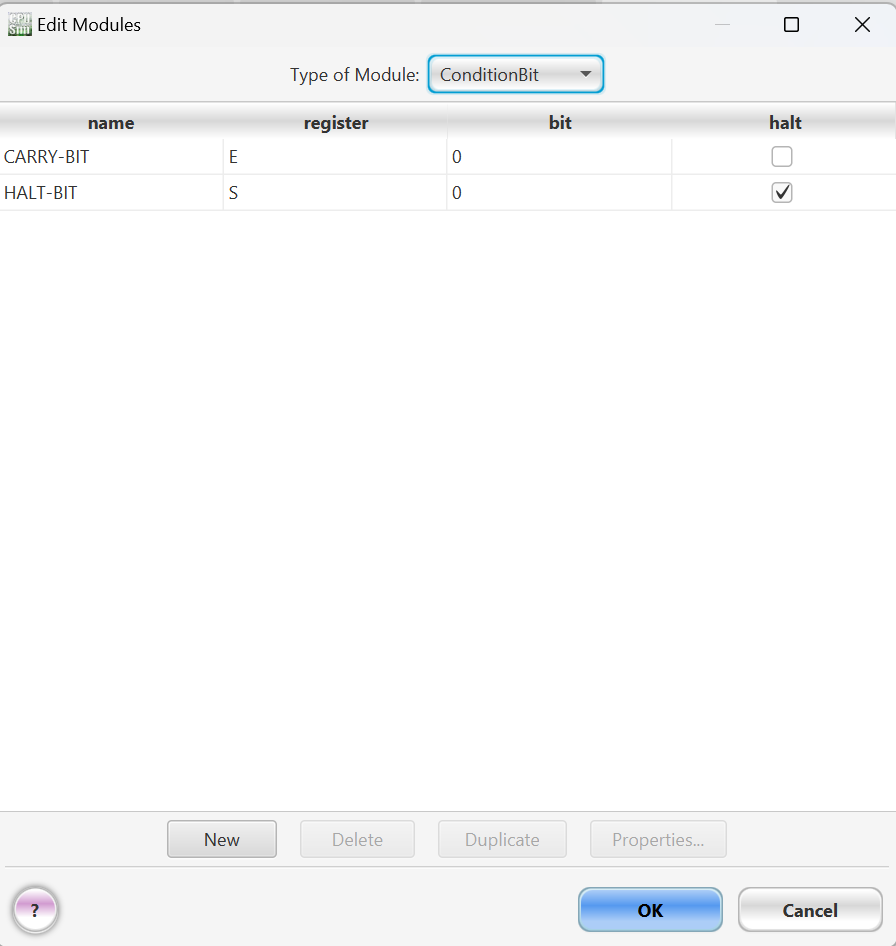 Edit Modules
Type of Module: ConditionBit
name register bit halt
CARRY-BIT E 0
HALT-BIT S 0
New Delete Duplicate Properties...
? OK Cancel